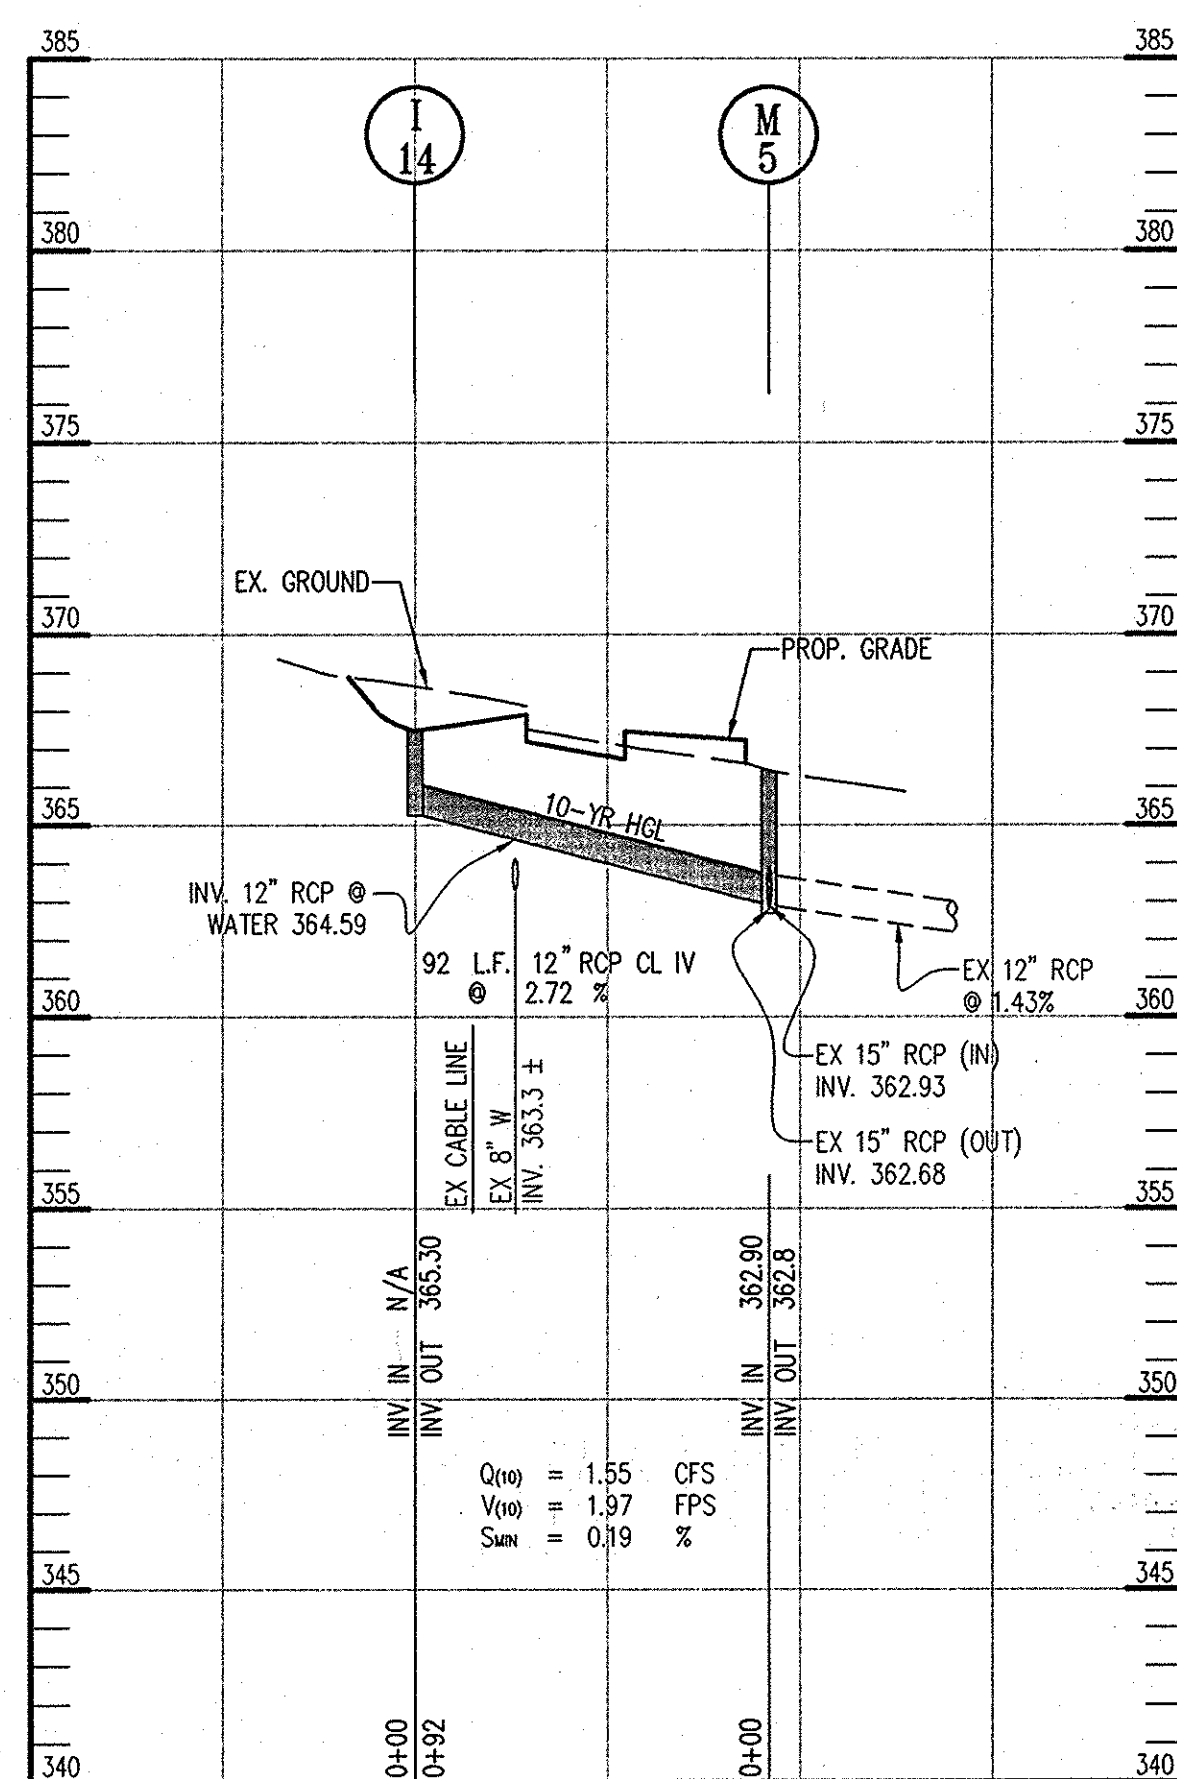 385
385
I
14
M
5
380
380
375
375
EX. GROUND
370
370
PROP. GRADE
365
365
10-YR HGL
INV. 12" RCP @
WATER 364.59
92 L.F. 12" RCP CL IV
@ 2.72 %
EX 12" RCP
@ 1.43%
360
360
EX CABLE LINE
EX 8" W
INV. 363.3 ±
EX 15" RCP (IN)
INV. 362.93
EX 15" RCP (OUT)
INV. 362.68
355
355
INV IN N/A
INV OUT 365.30
INV IN 362.90
INV OUT 362.8
350
350
Q(10) = 1.55 CFS
V(10) = 1.97 FPS
SMIN = 0.19 %
345
345
0+00
0+92
0+00
340
340